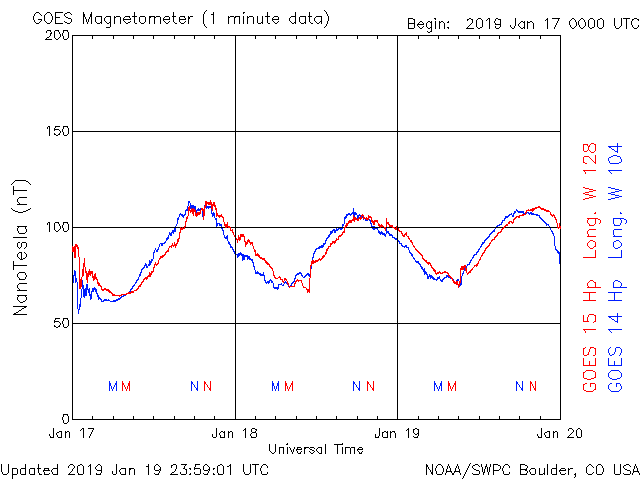 GOES Magnetometer (1 minute data)
Begin: 2019 Jan 17 0000 UTC
200
150
100
50
0
NanoTesla (nT)
M M N N M M N N M M N N
Jan 17 Jan 18 Jan 19 Jan 20
Universal Time
GOES 15 Hp Long. W 128
GOES 14 Hp Long. W 104
Updated 2019 Jan 19 23:59:01 UTC
NOAA/SWPC Boulder, CO USA